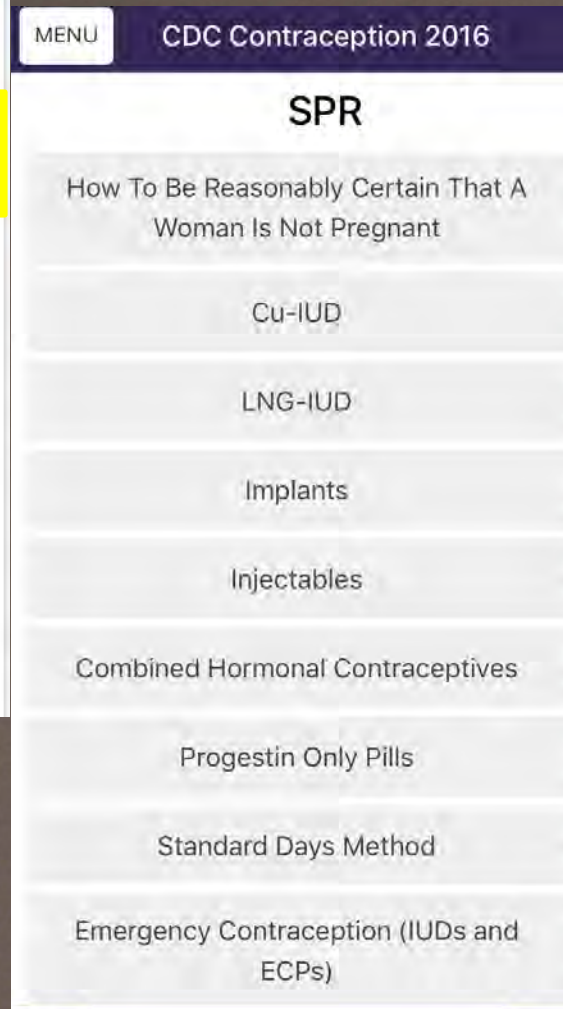 MENU CDC Contraception 2016
SPR
How To Be Reasonably Certain That A
Woman Is Not Pregnant
Cu-IUD
LNG-IUD
Implants
Injectables
Combined Hormonal Contraceptives
Progestin Only Pills
Standard Days Method
Emergency Contraception (IUDs and
ECPs)